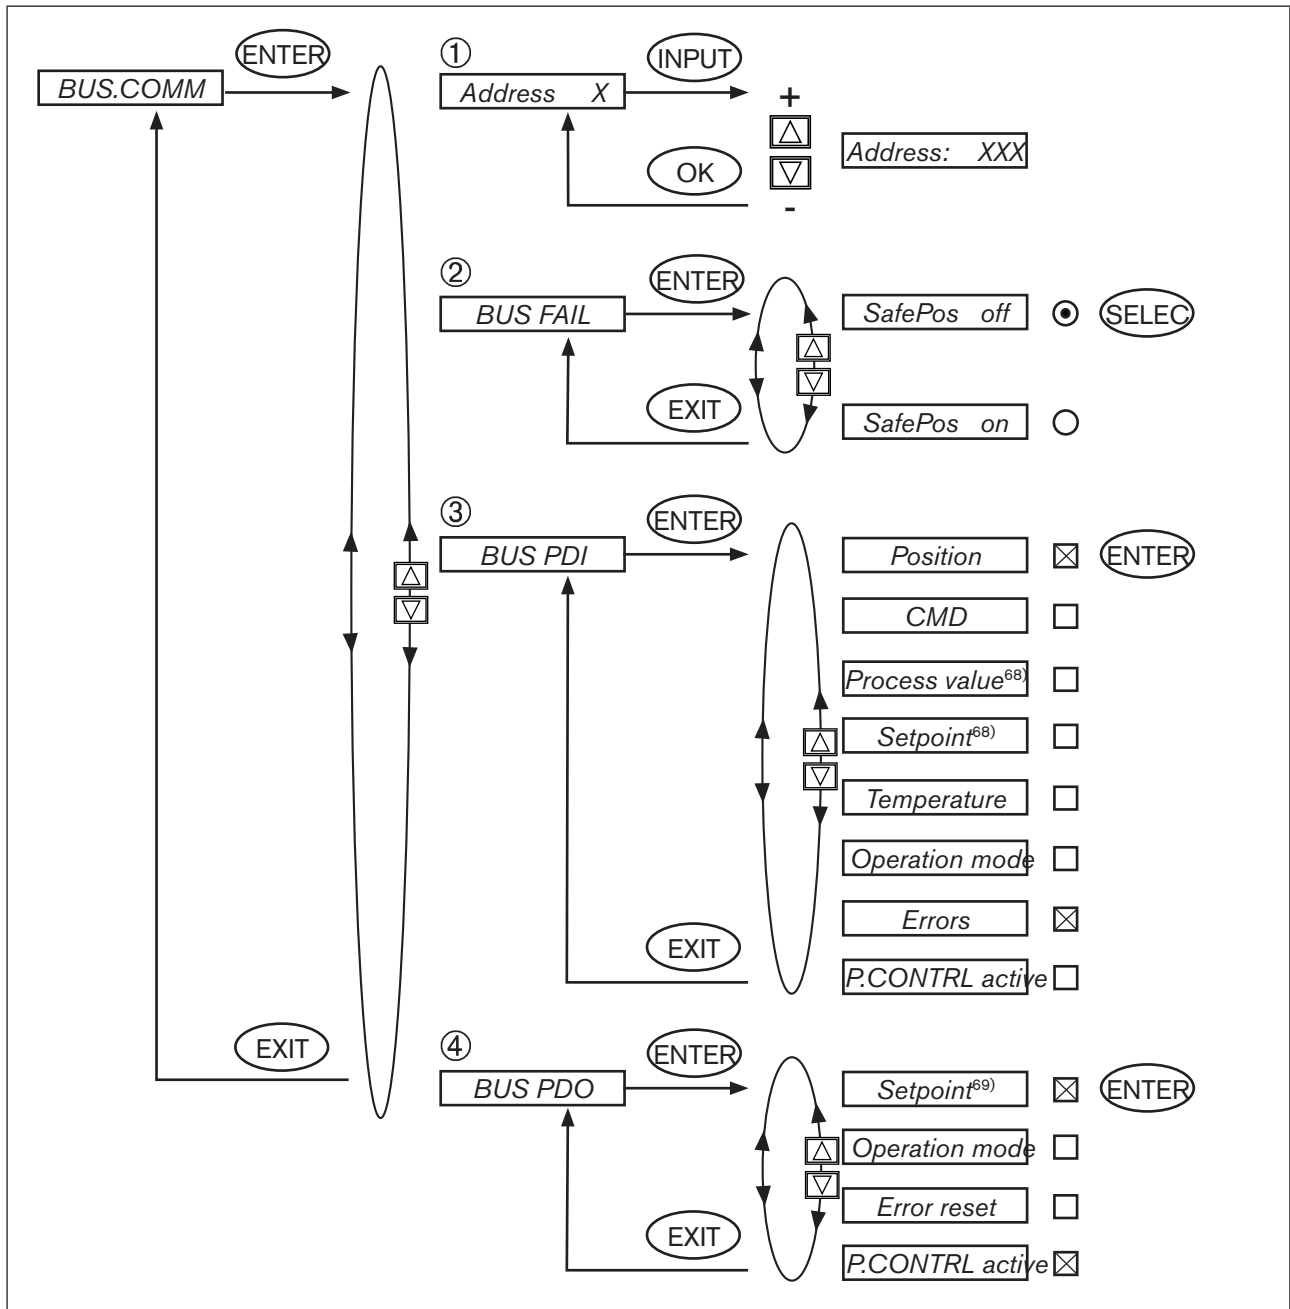 BUS.COMM
ENTER
①
Address X
INPUT
+
-
Address: XXX
OK
②
BUS FAIL
ENTER
SafePos off
SELEC
EXIT
SafePos on
③
BUS PDI
ENTER
Position
ENTER
CMD
Process value68)
Setpoint68)
Temperature
Operation mode
Errors
EXIT
P.CONTRL active
EXIT
④
BUS PDO
ENTER
Setpoint69)
ENTER
Operation mode
Error reset
EXIT
P.CONTRL active